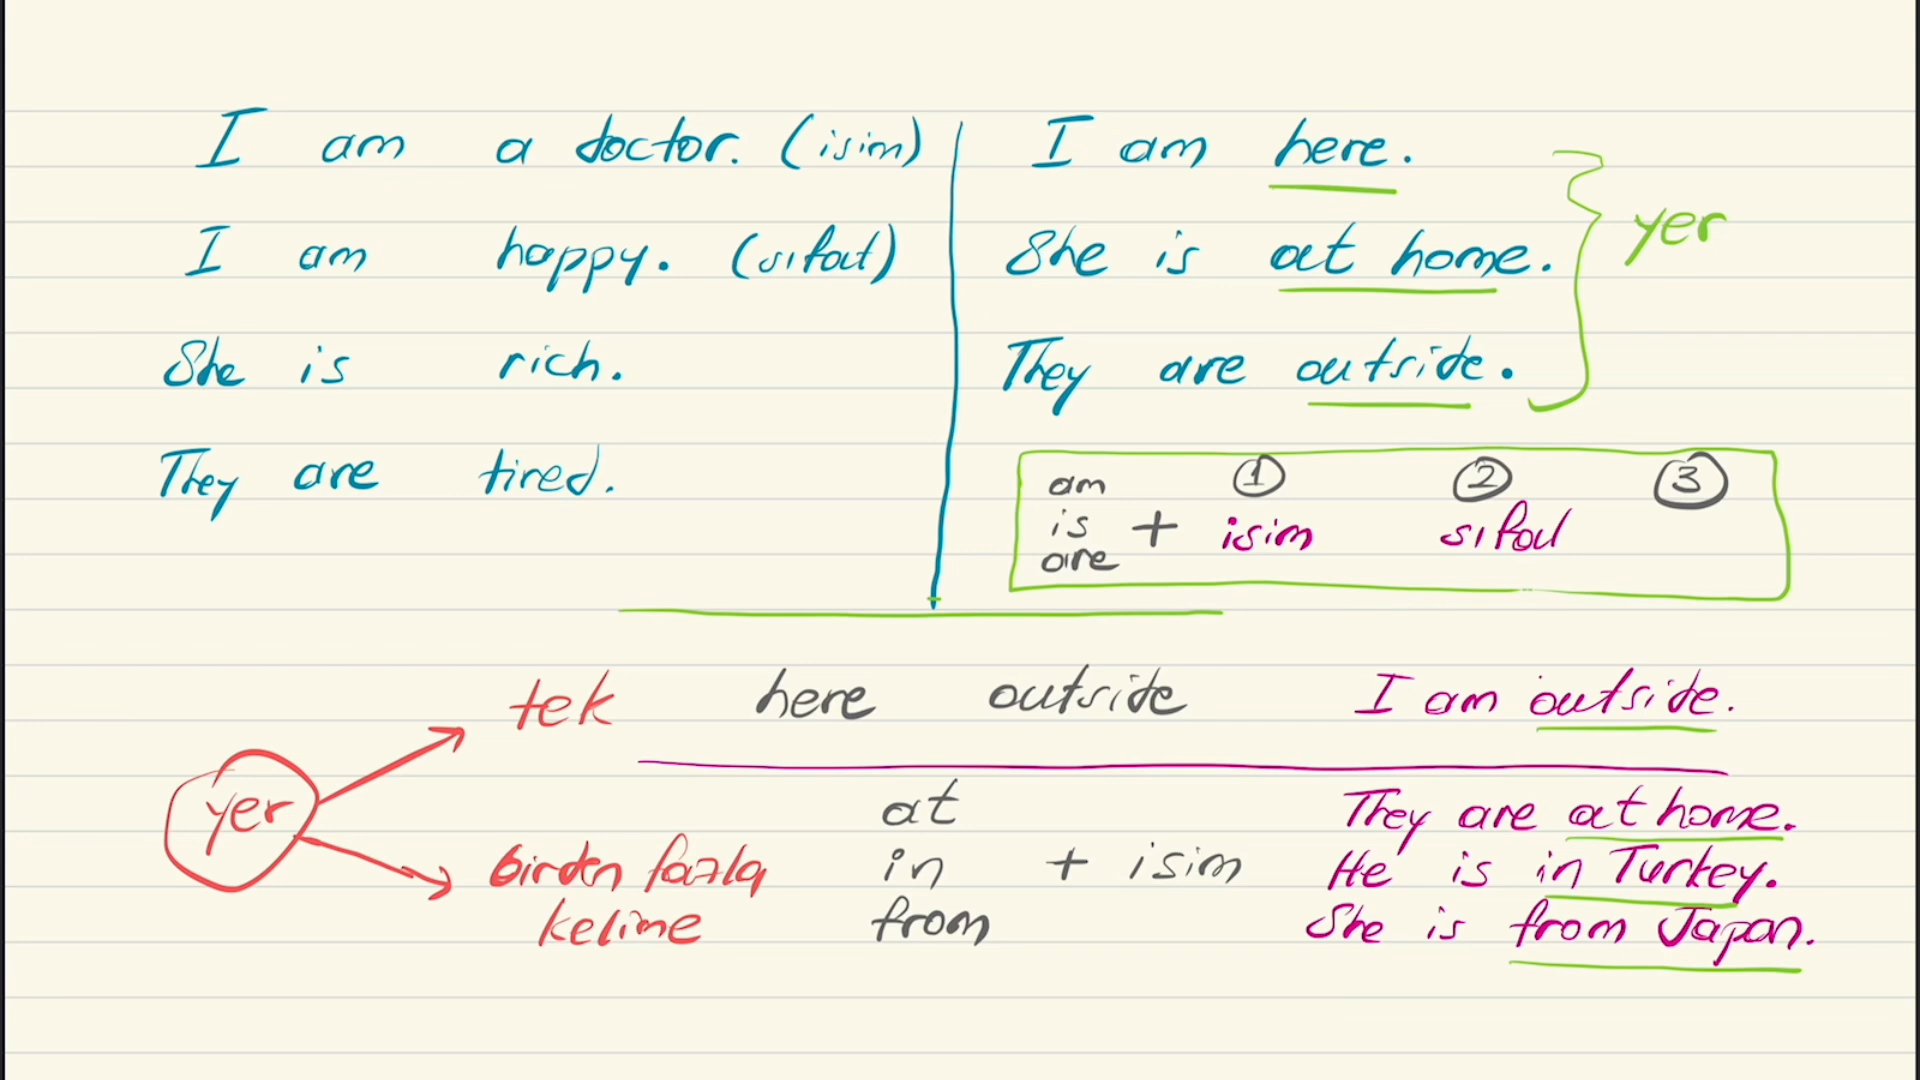 I am a doctor. (isim)
I am happy. (sıfat)
She is rich.
They are tired.
I am here.
She is at home.
They are outside.
yer
am is are + ① isim ② sıfat ③
yer
tek here outside I am outside.
birden fazla kelime
at in from + isim
They are at home.
He is in Turkey.
She is from Japan.